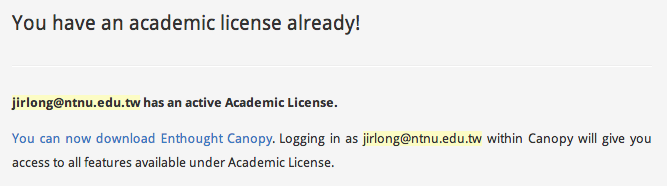 You have an academic license already!
jirlong@ntnu.edu.tw has an active Academic License.
You can now download Enthought Canopy. Logging in as jirlong@ntnu.edu.tw within Canopy will give you
access to all features available under Academic License.